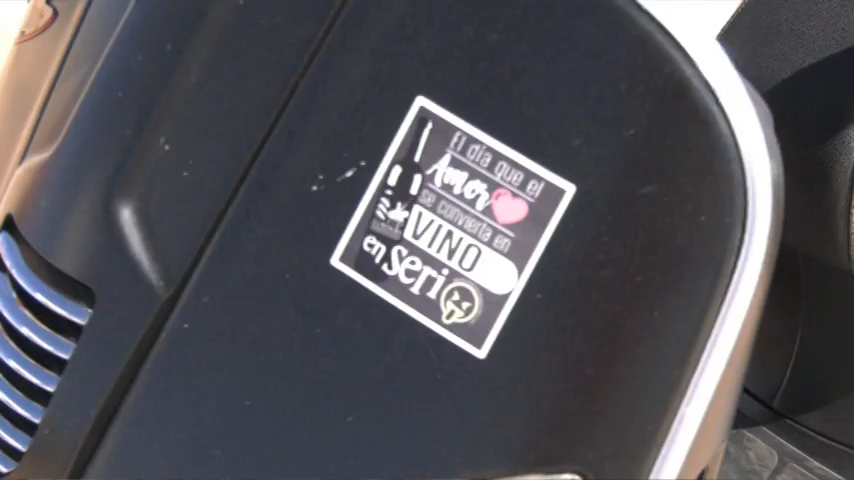 El día que el
Amor
se convierta en
VINO
en serio